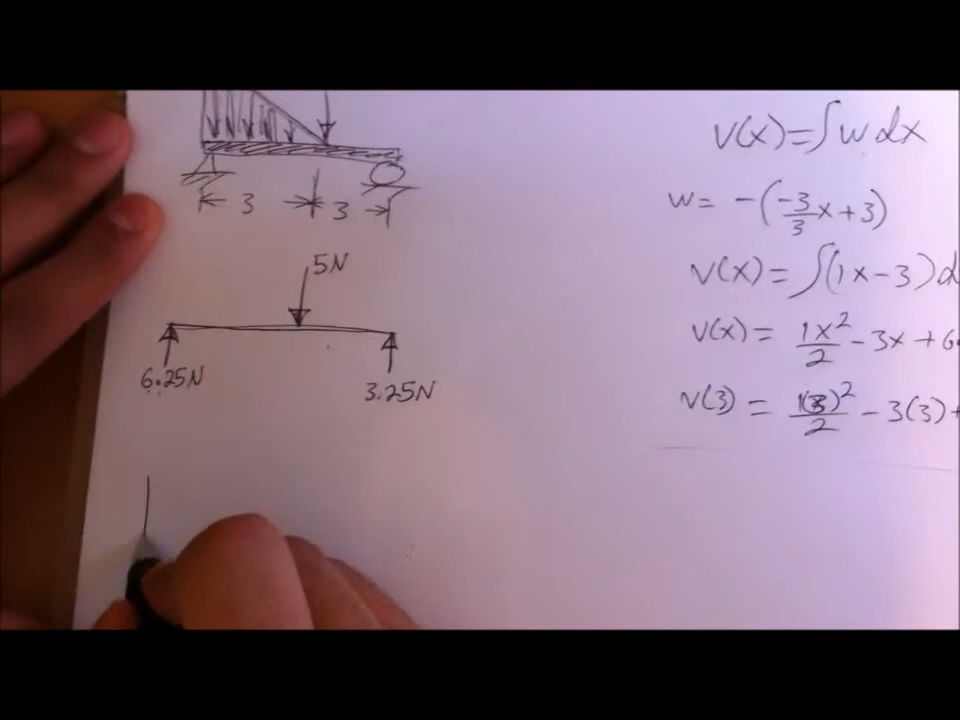 3
3
5N
6.25N
3.25N
V(x)=∫w dx
w= -(-3/3 x+3)
V(x)= ∫(1x-3)d
V(x)= 1x²/2 -3x+6.
V(3) = 1(3)²/2 -3(3)+